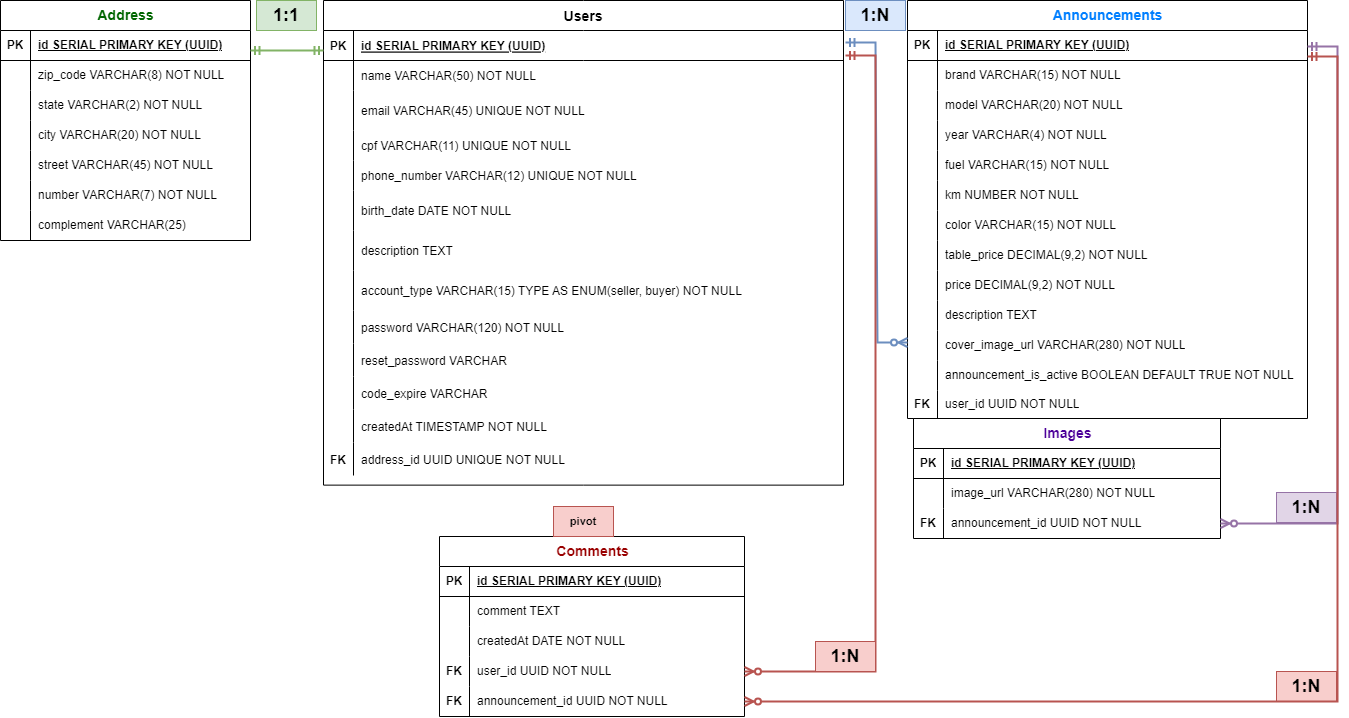 Address
PK id SERIAL PRIMARY KEY (UUID)
zip_code VARCHAR(8) NOT NULL
state VARCHAR(2) NOT NULL
city VARCHAR(20) NOT NULL
street VARCHAR(45) NOT NULL
number VARCHAR(7) NOT NULL
complement VARCHAR(25)
1:1
Users
PK id SERIAL PRIMARY KEY (UUID)
name VARCHAR(50) NOT NULL
email VARCHAR(45) UNIQUE NOT NULL
cpf VARCHAR(11) UNIQUE NOT NULL
phone_number VARCHAR(12) UNIQUE NOT NULL
birth_date DATE NOT NULL
description TEXT
account_type VARCHAR(15) TYPE AS ENUM(seller, buyer) NOT NULL
password VARCHAR(120) NOT NULL
reset_password VARCHAR
code_expire VARCHAR
createdAt TIMESTAMP NOT NULL
FK address_id UUID UNIQUE NOT NULL
1:N
Announcements
PK id SERIAL PRIMARY KEY (UUID)
brand VARCHAR(15) NOT NULL
model VARCHAR(20) NOT NULL
year VARCHAR(4) NOT NULL
fuel VARCHAR(15) NOT NULL
km NUMBER NOT NULL
color VARCHAR(15) NOT NULL
table_price DECIMAL(9,2) NOT NULL
price DECIMAL(9,2) NOT NULL
description TEXT
cover_image_url VARCHAR(280) NOT NULL
announcement_is_active BOOLEAN DEFAULT TRUE NOT NULL
FK user_id UUID NOT NULL
Images
PK id SERIAL PRIMARY KEY (UUID)
image_url VARCHAR(280) NOT NULL
FK announcement_id UUID NOT NULL
1:N
pivot
Comments
PK id SERIAL PRIMARY KEY (UUID)
comment TEXT
createdAt DATE NOT NULL
FK user_id UUID NOT NULL
FK announcement_id UUID NOT NULL
1:N
1:N